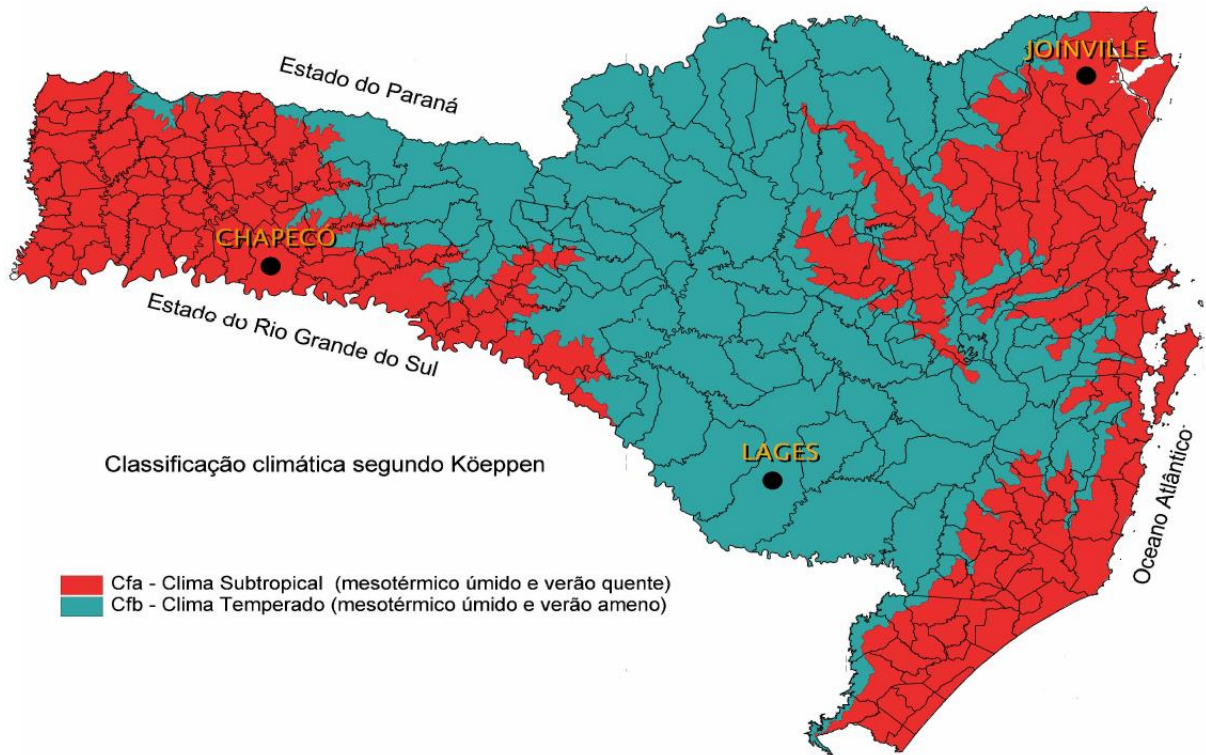 JOINVILLE
Estado do Paraná
CHAPECÓ
Estado do Rio Grande do Sul
LAGES
Classificação climática segundo Köeppen
Oceano Atlântico
Cfa - Clima Subtropical (mesotérmico úmido e verão quente)
Cfb - Clima Temperado (mesotérmico úmido e verão ameno)